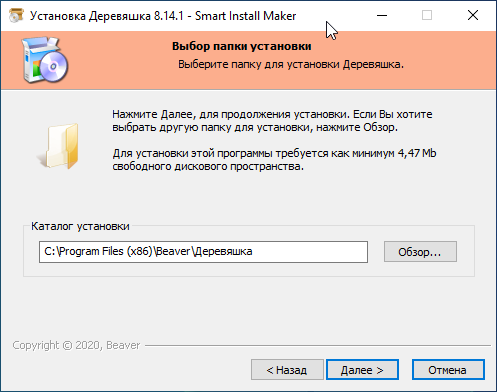 Установка Деревяшка 8.14.1 - Smart Install Maker
Выбор папки установки
Выберите папку для установки Деревяшка.
Нажмите Далее, для продолжения установки. Если Вы хотите
выбрать другую папку для установки, нажмите Обзор.
Для установки этой программы требуется как минимум 4,47 Mb
свободного дискового пространства.
Каталог установки
C:\Program Files (x86)\Beaver\Деревяшка
Обзор...
Copyright © 2020, Beaver
< Назад
Далее >
Отмена